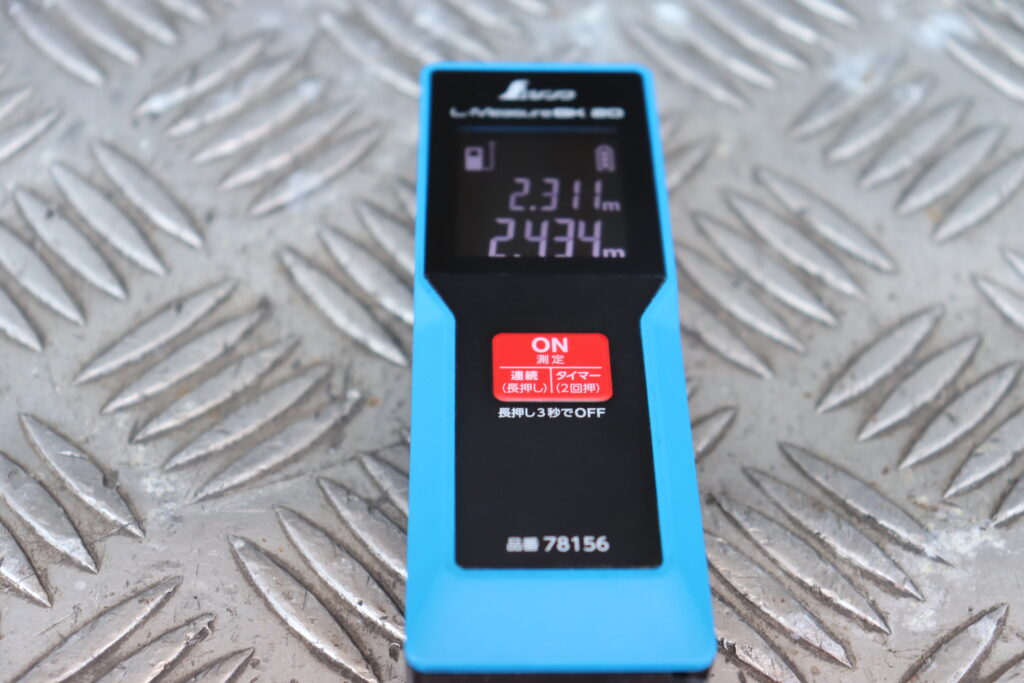 L-Measure BK 20
2.311m
2.434m
ON
測定
連続 タイマー
(長押し) (2回押)
長押し3秒でOFF
品番 78156